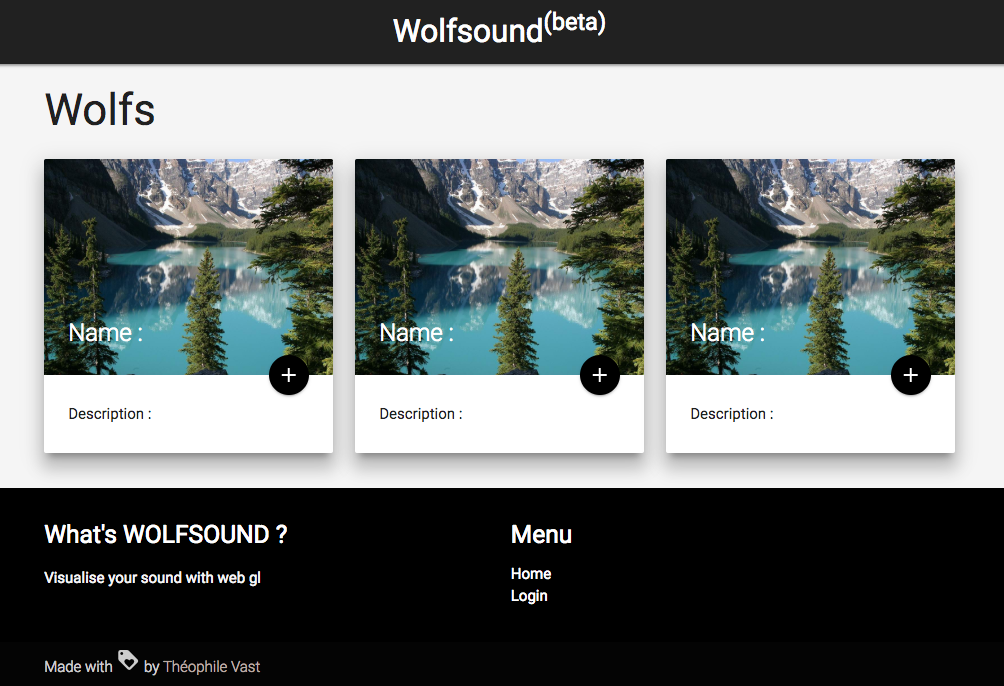 Wolfsound(beta)
Wolfs
Name :
Name :
Name :
Description :
Description :
Description :
What's WOLFSOUND ?
Visualise your sound with web gl
Menu
Home
Login
Made with by Théophile Vast